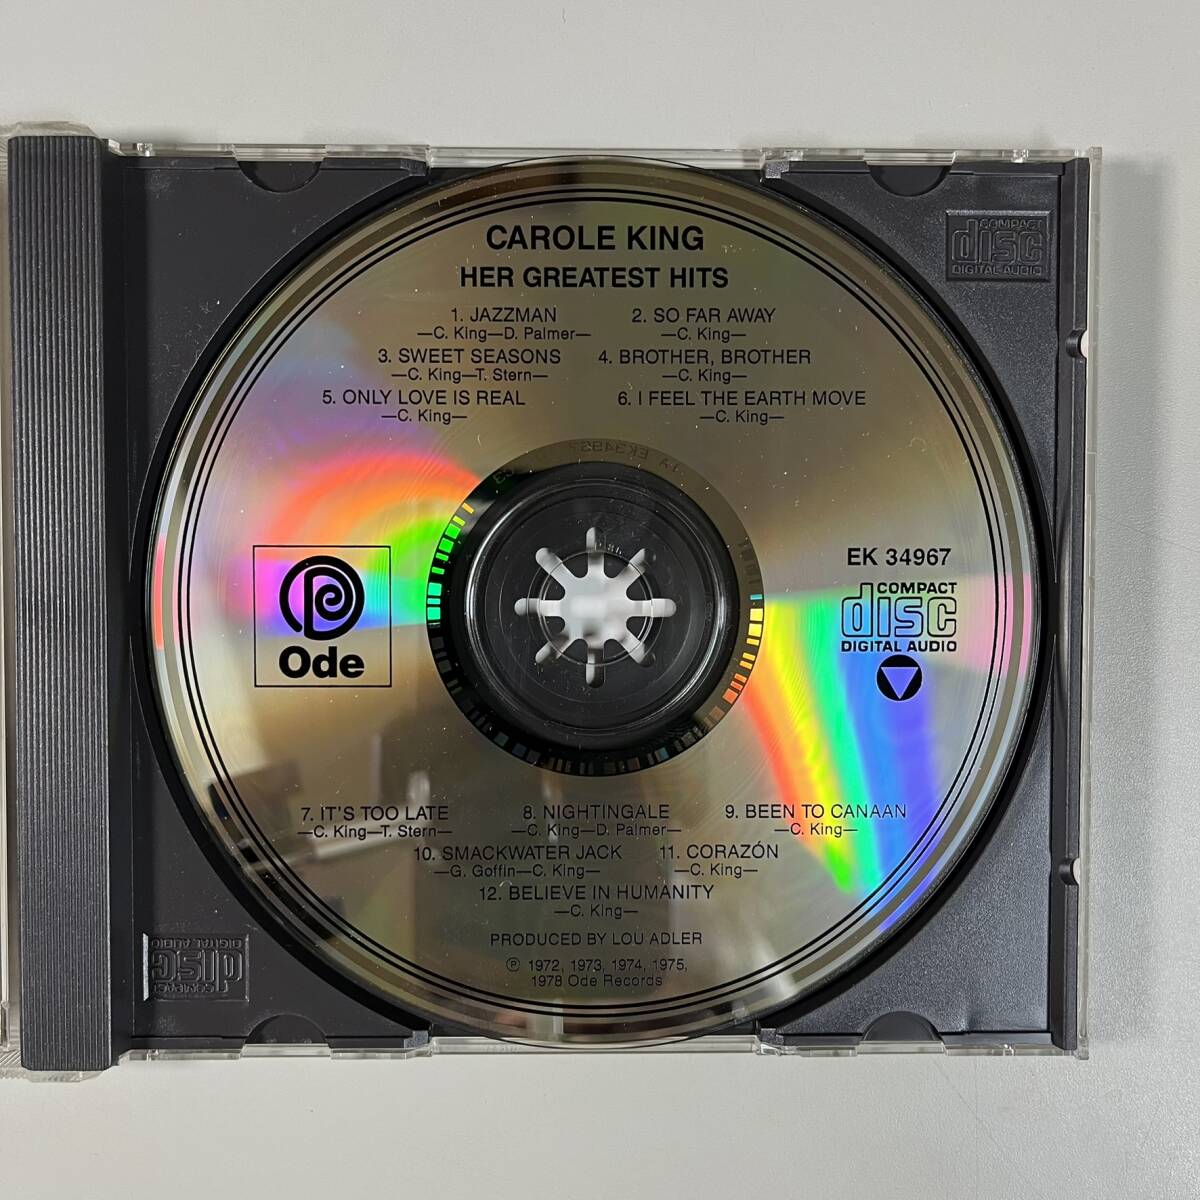 CAROLE KING
HER GREATEST HITS
1. JAZZMAN
—C. King—D. Palmer—
2. SO FAR AWAY
—C. King—
3. SWEET SEASONS
—C. King—T. Stern—
4. BROTHER, BROTHER
—C. King—
5. ONLY LOVE IS REAL
—C. King—
6. I FEEL THE EARTH MOVE
—C. King—
Ode
EK 34967
COMPACT
disc
DIGITAL AUDIO
7. IT'S TOO LATE
—C. King—T. Stern—
8. NIGHTINGALE
—C. King—D. Palmer—
9. BEEN TO CANAAN
—C. King—
10. SMACKWATER JACK
—G. Goffin—C. King—
11. CORAZÓN
—C. King—
12. BELIEVE IN HUMANITY
—C. King—
PRODUCED BY LOU ADLER
℗ 1972, 1973, 1974, 1975,
1978 Ode Records
COMPACT
disc
DIGITAL AUDIO
COMPACT
disc
DIGITAL AUDIO